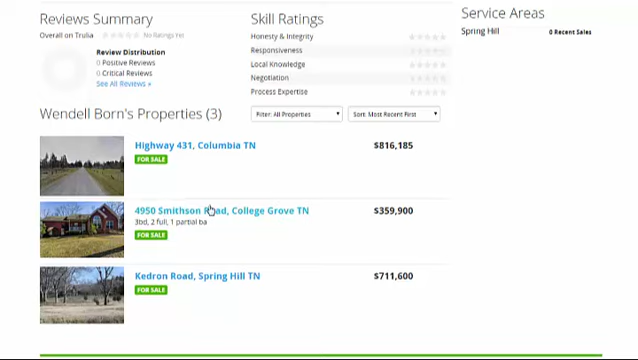 Reviews Summary
Overall on Trulia No Ratings Yet
Review Distribution
0 Positive Reviews
0 Critical Reviews
See All Reviews »
Skill Ratings
Honesty & Integrity
Responsiveness
Local Knowledge
Negotiation
Process Expertise
Service Areas
Spring Hill 0 Recent Sales
Wendell Born's Properties (3)
Filter: All Properties
Sort: Most Recent First
Highway 431, Columbia TN $816,185
FOR SALE
4950 Smithson Road, College Grove TN $359,900
3bd, 2 full, 1 partial ba
FOR SALE
Kedron Road, Spring Hill TN $711,600
FOR SALE